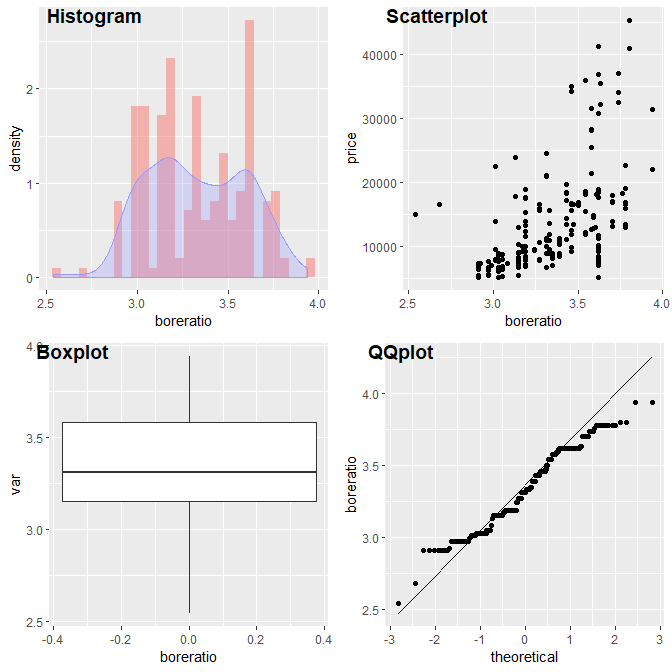 Histogram
density
2
1
0
2.5 3.0 3.5 4.0
boreratio
Scatterplot
price
40000
30000
20000
10000
2.5 3.0 3.5 4.0
boreratio
Boxplot
var
4.0
3.5
3.0
2.5
-0.4 -0.2 0.0 0.2 0.4
boreratio
QQplot
boreratio
4.0
3.5
3.0
2.5
-3 -2 -1 0 1 2 3
theoretical